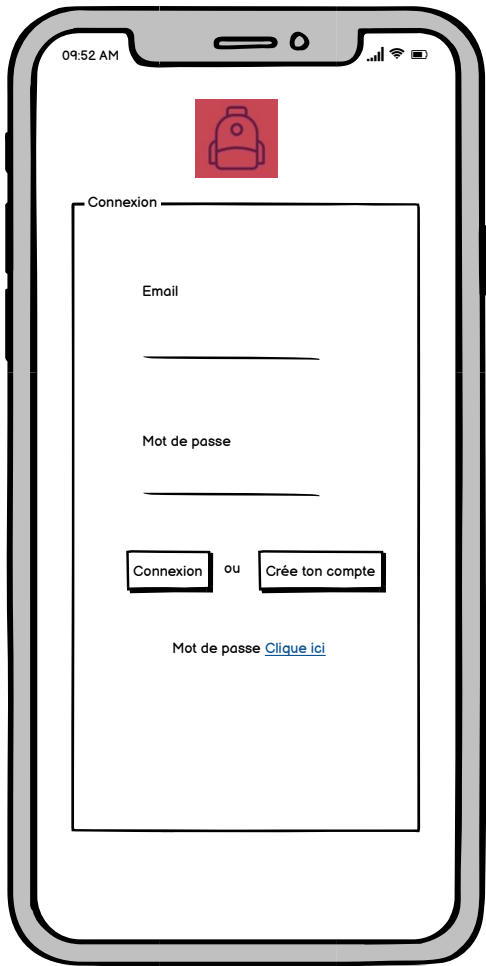 09:52 AM
Connexion
Email
Mot de passe
Connexion ou Crée ton compte
Mot de passe Clique ici